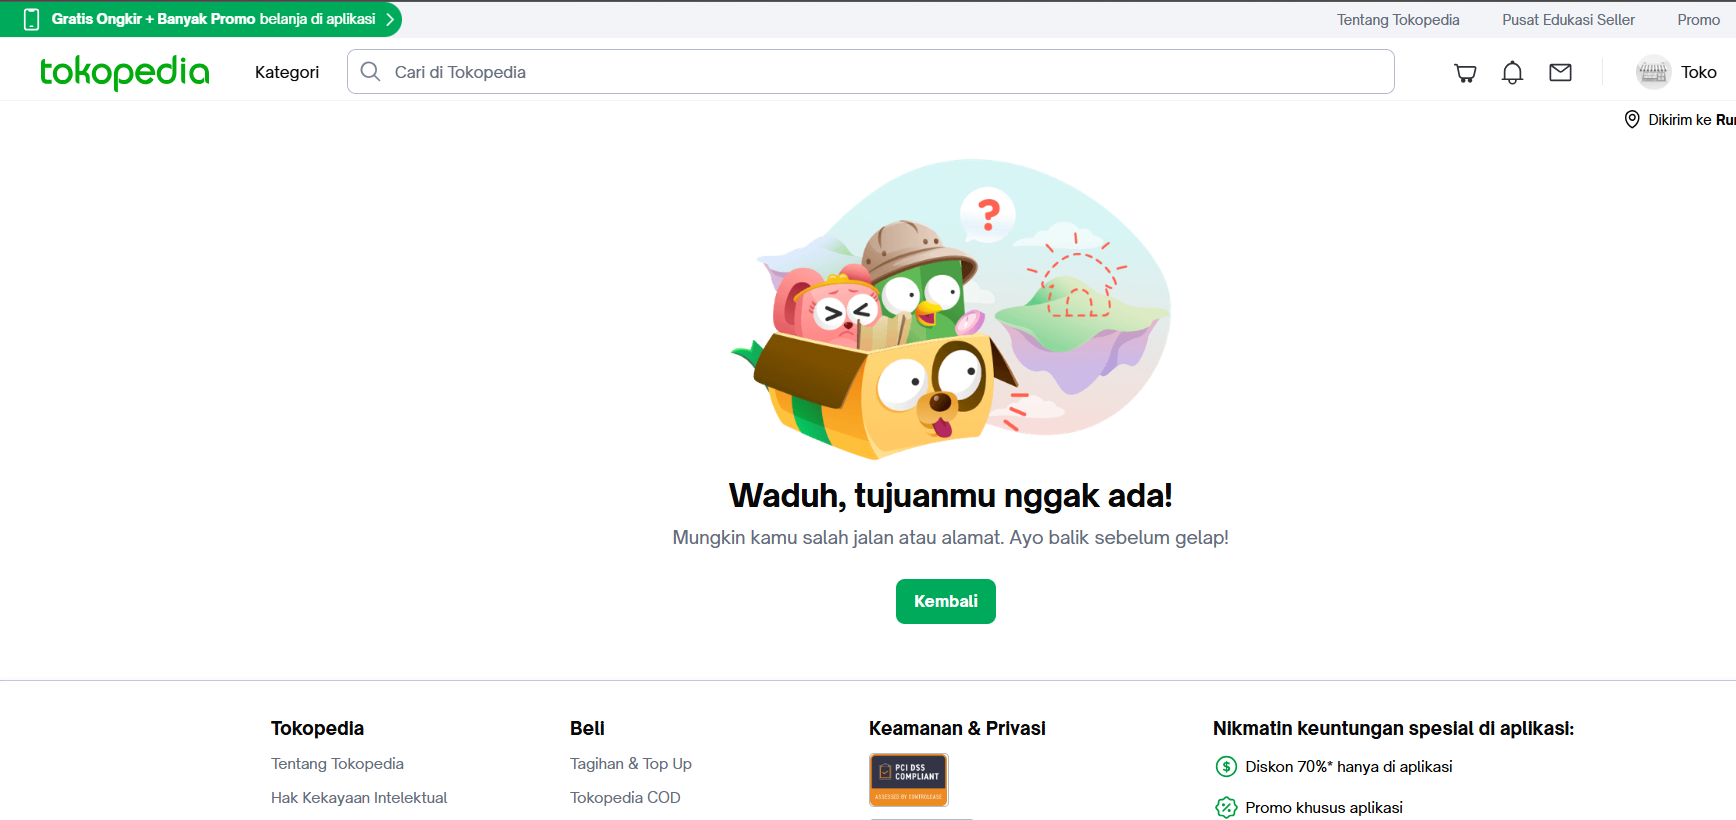 Gratis Ongkir + Banyak Promo belanja di aplikasi
Tentang Tokopedia
Pusat Edukasi Seller
Promo
tokopedia
Kategori
Cari di Tokopedia
Toko
Dikirim ke
?
Waduh, tujuanmu nggak ada!
Mungkin kamu salah jalan atau alamat. Ayo balik sebelum gelap!
Kembali
Tokopedia
Tentang Tokopedia
Hak Kekayaan Intelektual
Beli
Tagihan & Top Up
Tokopedia COD
Keamanan & Privasi
PCI DSS
COMPLIANT
ASSESSED BY CONTROLCASE
Nikmatin keuntungan spesial di aplikasi:
Diskon 70%* hanya di aplikasi
Promo khusus aplikasi